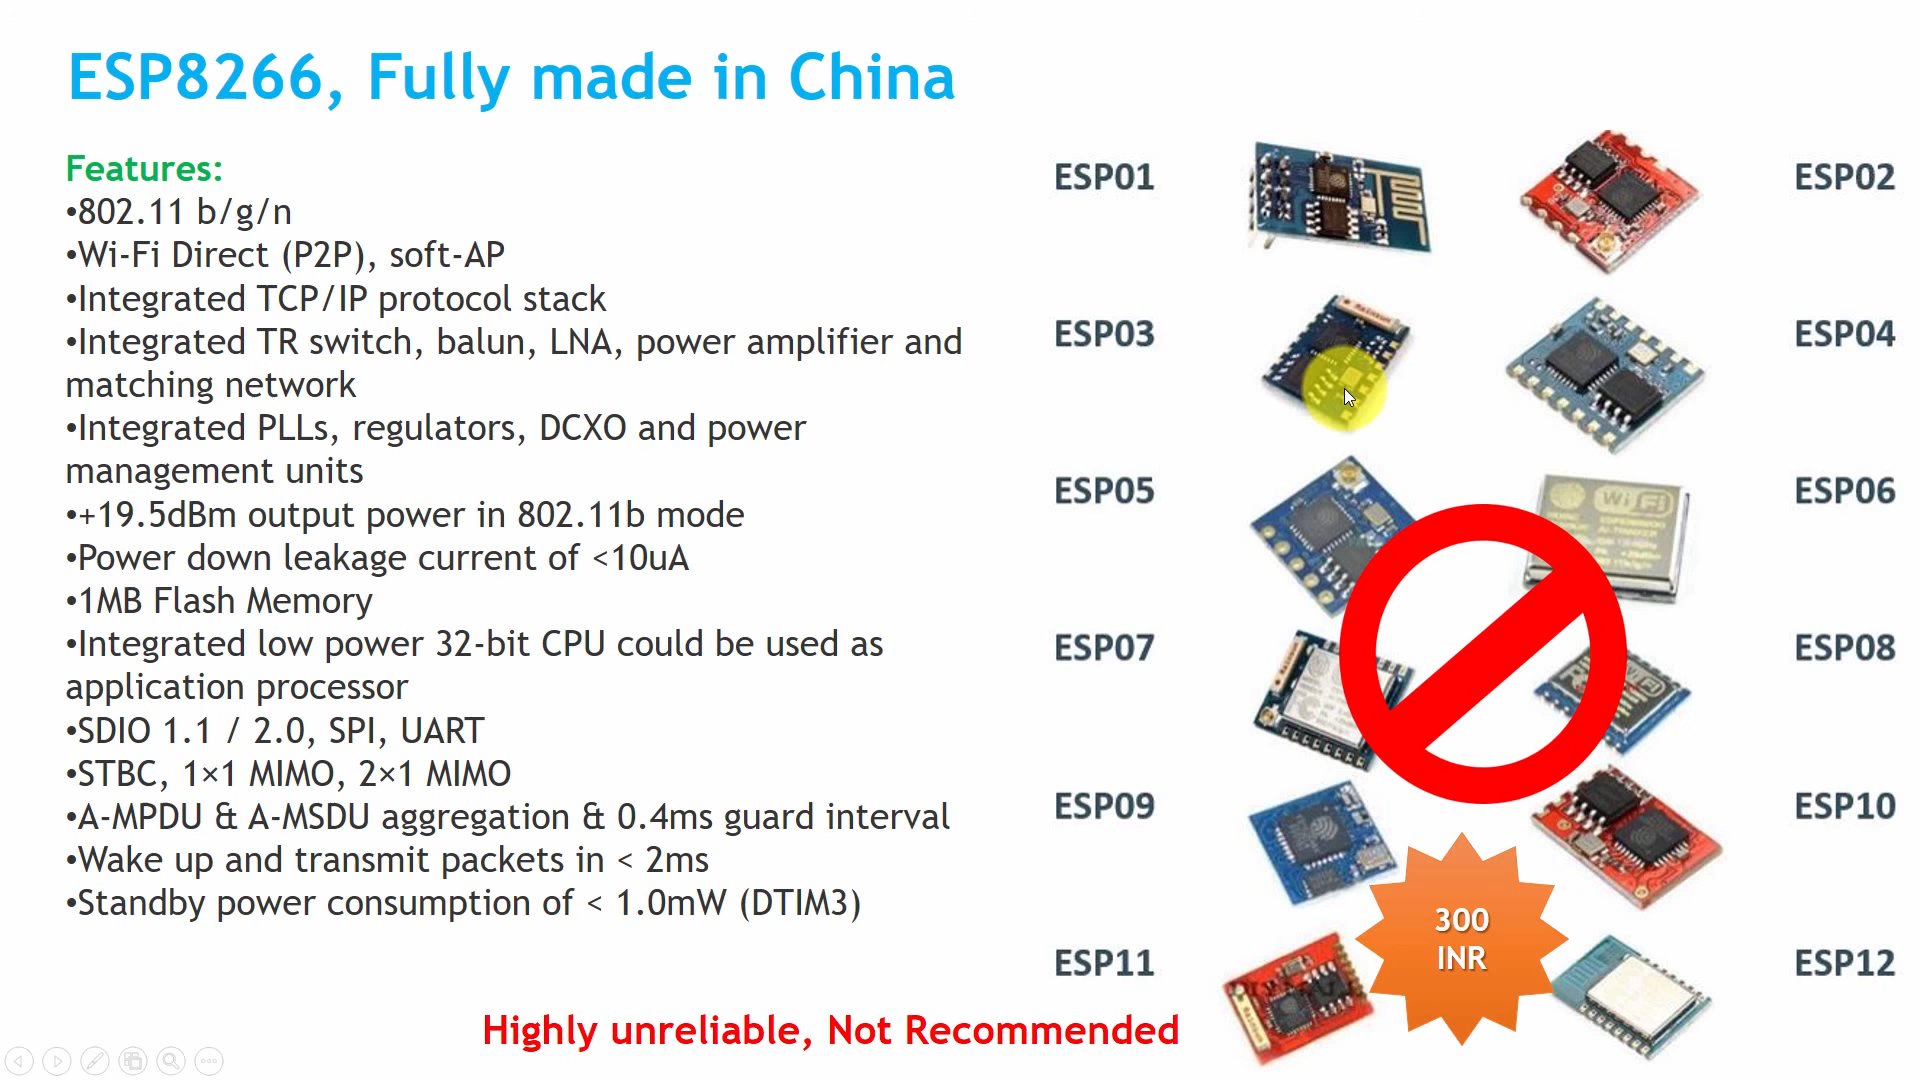 ESP8266, Fully made in China
Features:
•802.11 b/g/n
•Wi-Fi Direct (P2P), soft-AP
•Integrated TCP/IP protocol stack
•Integrated TR switch, balun, LNA, power amplifier and
matching network
•Integrated PLLs, regulators, DCXO and power
management units
•+19.5dBm output power in 802.11b mode
•Power down leakage current of <10uA
•1MB Flash Memory
•Integrated low power 32-bit CPU could be used as
application processor
•SDIO 1.1 / 2.0, SPI, UART
•STBC, 1×1 MIMO, 2×1 MIMO
•A-MPDU & A-MSDU aggregation & 0.4ms guard interval
•Wake up and transmit packets in < 2ms
•Standby power consumption of < 1.0mW (DTIM3)
Highly unreliable, Not Recommended
ESP01
ESP02
ESP03
ESP04
ESP05
ESP06
WiFi
ESP07
ESP08
ESP09
ESP10
ESP11
ESP12
300
INR